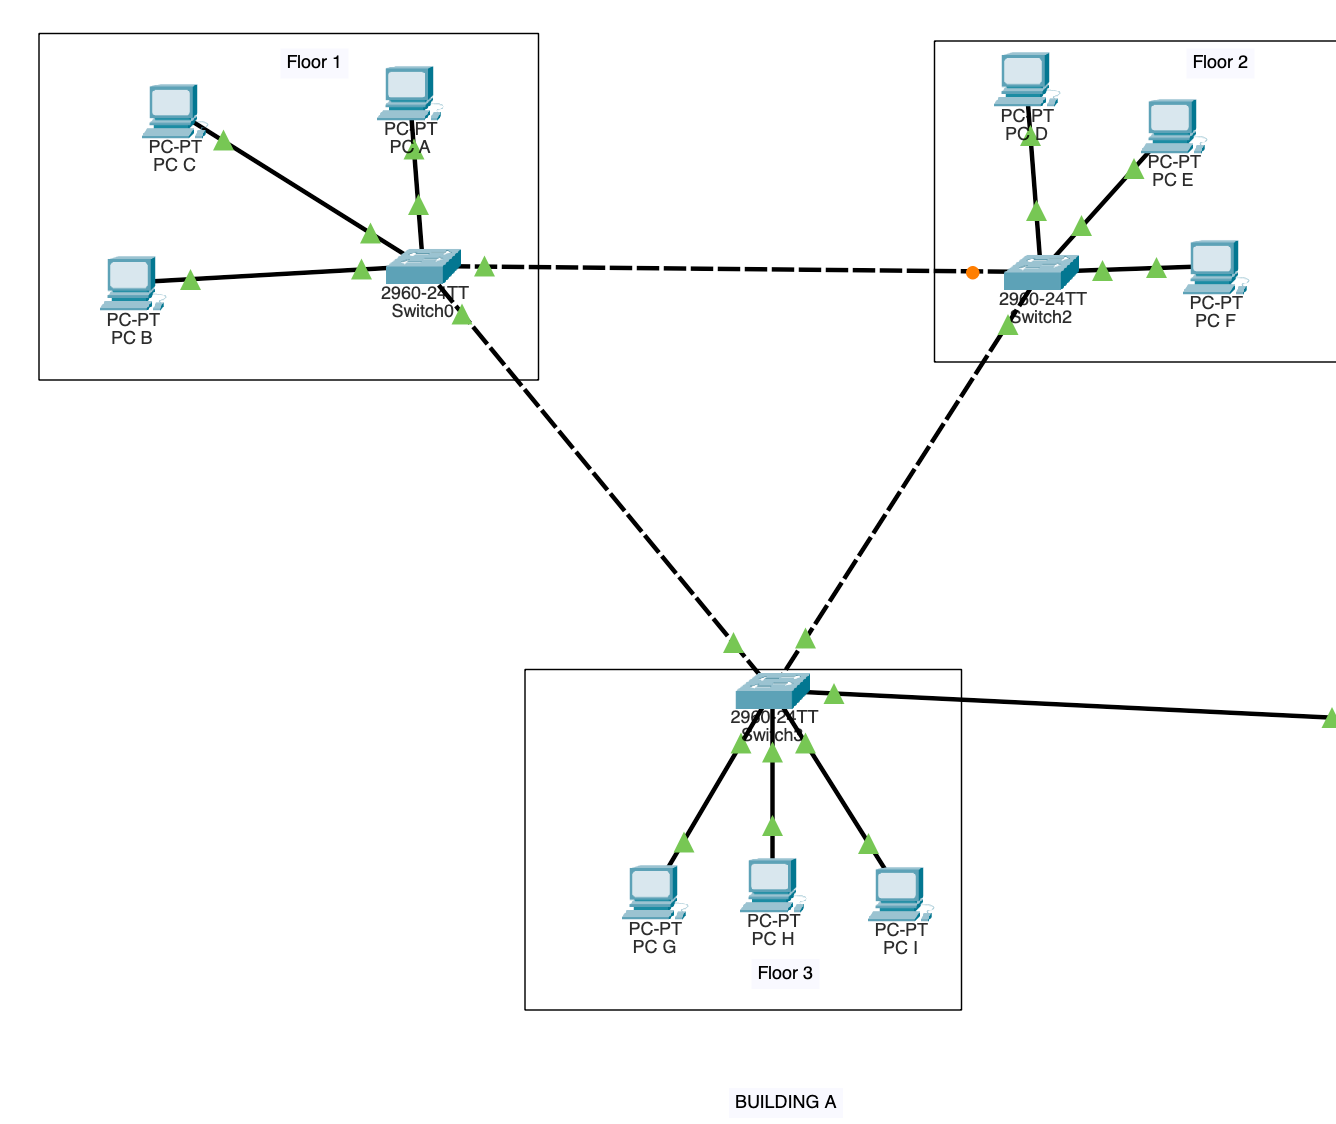 Floor 1
PC-PT
PC C
PC-PT
PC A
PC-PT
PC B
2960-24TT
Switch0
Floor 2
PC-PT
PC D
PC-PT
PC E
PC-PT
PC F
2960-24TT
Switch2
2960-24TT
Switch3
PC-PT
PC G
PC-PT
PC H
PC-PT
PC I
Floor 3
BUILDING A